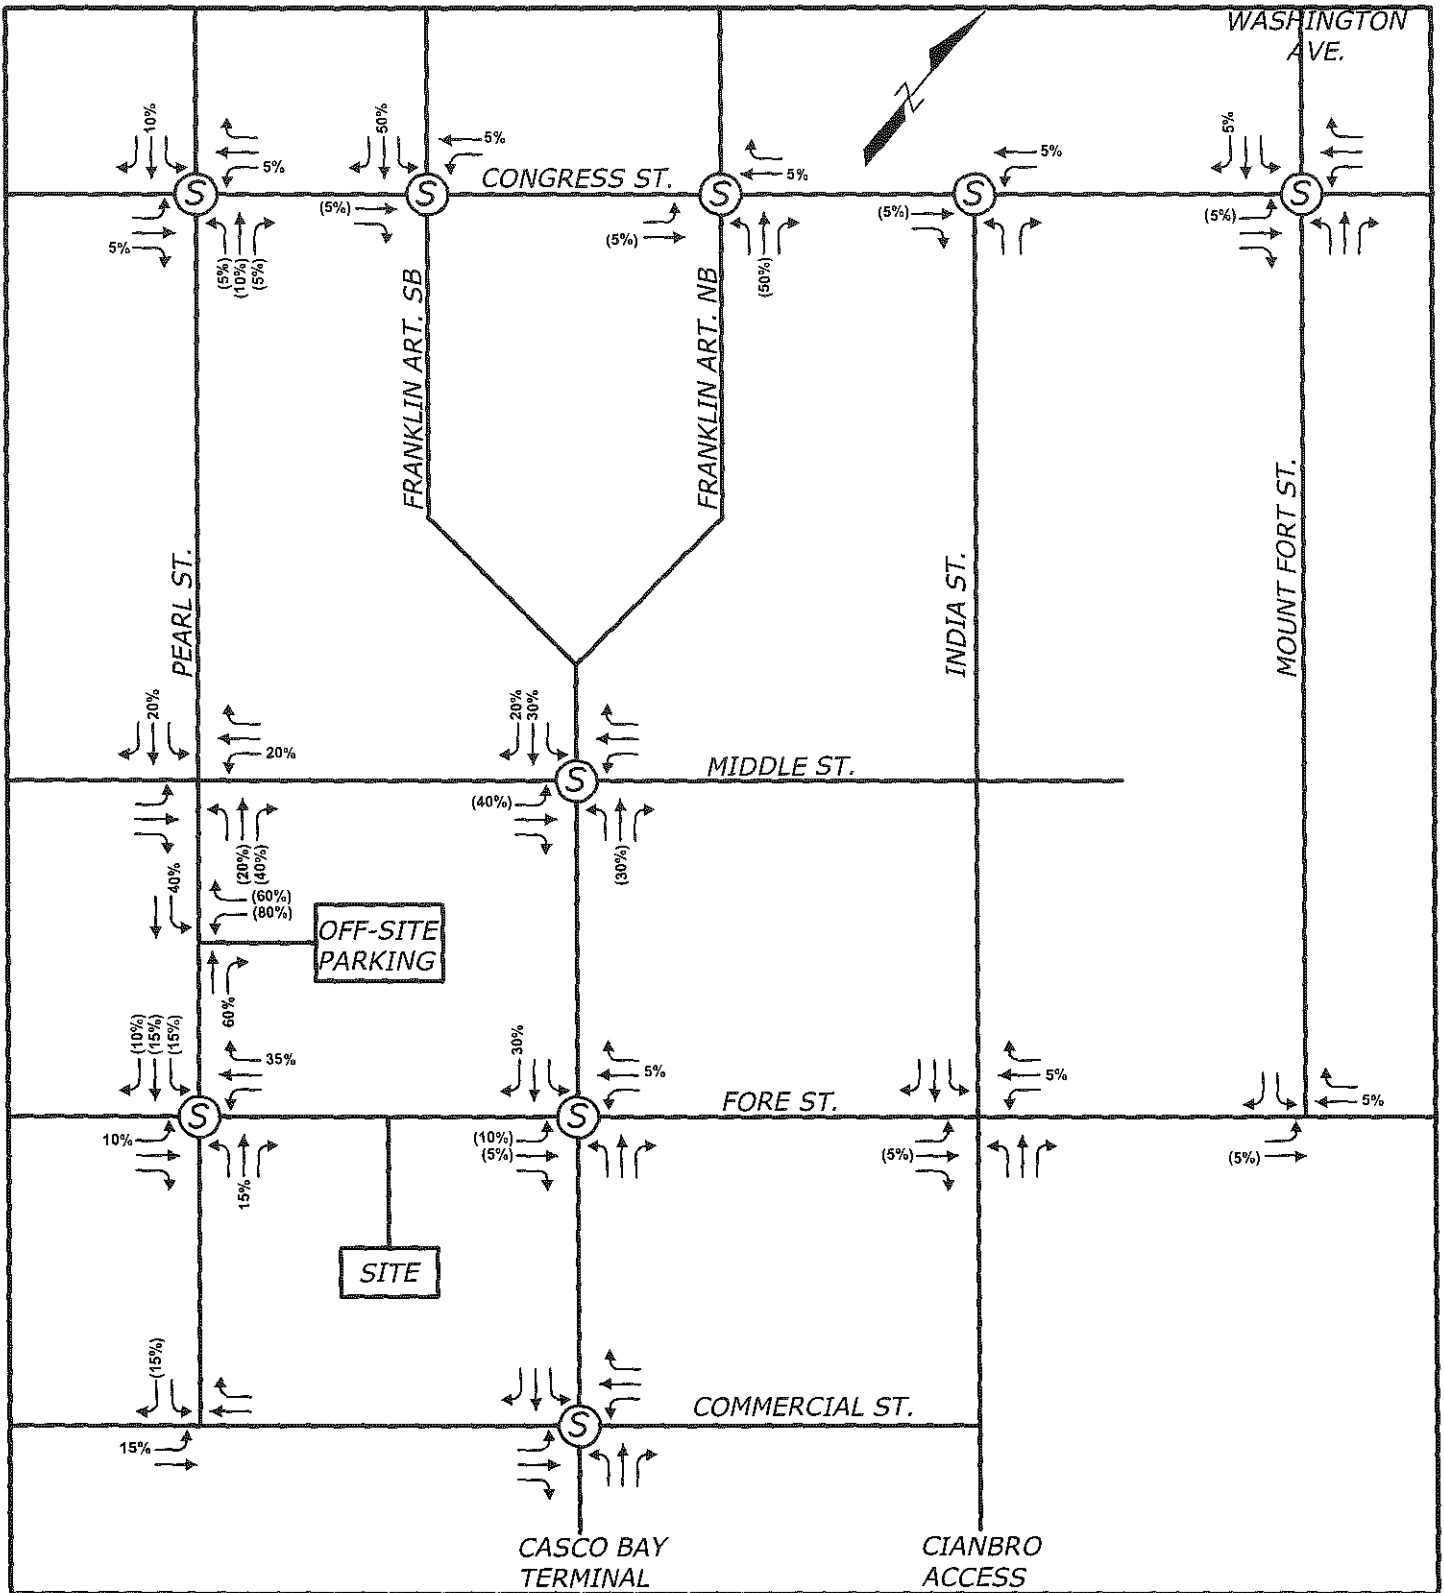 WASHINGTON
AVE.
10%
50%
5%
5%
5%
5%
5%
5%
CONGRESS ST.
S
S
S
S
S
(5%)
(5%)
(5%)
(5%)
5%
(5%)
(10%)
(5%)
(50%)
Z
FRANKLIN ART. SB
FRANKLIN ART. NB
PEARL ST.
INDIA ST.
MOUNT FORT ST.
20%
20%
20%
30%
MIDDLE ST.
S
(40%)
(20%)
(40%)
(30%)
40%
(60%)
(80%)
OFF-SITE
PARKING
60%
(10%)
(15%)
(15%)
35%
30%
5%
5%
5%
FORE ST.
S
S
10%
(10%)
(5%)
(5%)
(5%)
15%
SITE
(15%)
COMMERCIAL ST.
S
15%
CASCO BAY
TERMINAL
CIANBRO
ACCESS